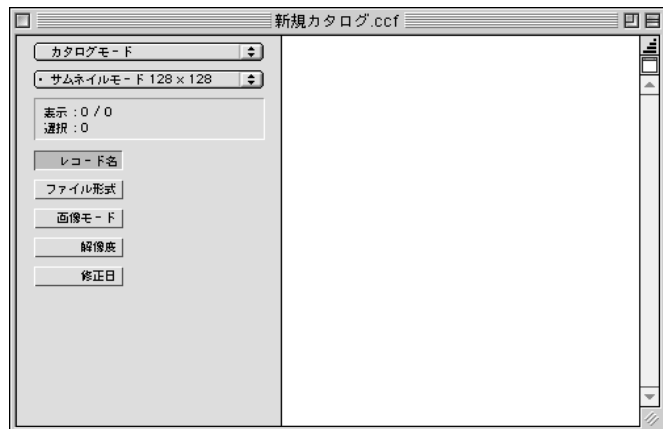 新規カタログ.ccf
カタログモード
・サムネイルモード 128 × 128
表示 : 0 / 0
選択 : 0
レコード名
ファイル形式
画像モード
解像度
修正日